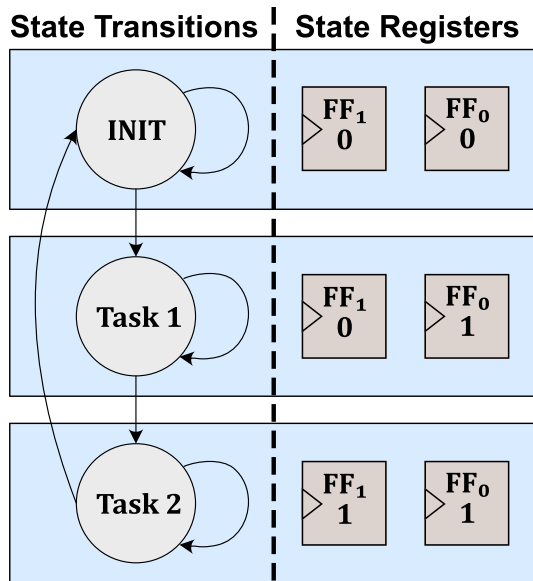 State Transitions
State Registers
INIT
FF₁
0
FF₀
0
Task 1
FF₁
0
FF₀
1
Task 2
FF₁
1
FF₀
1